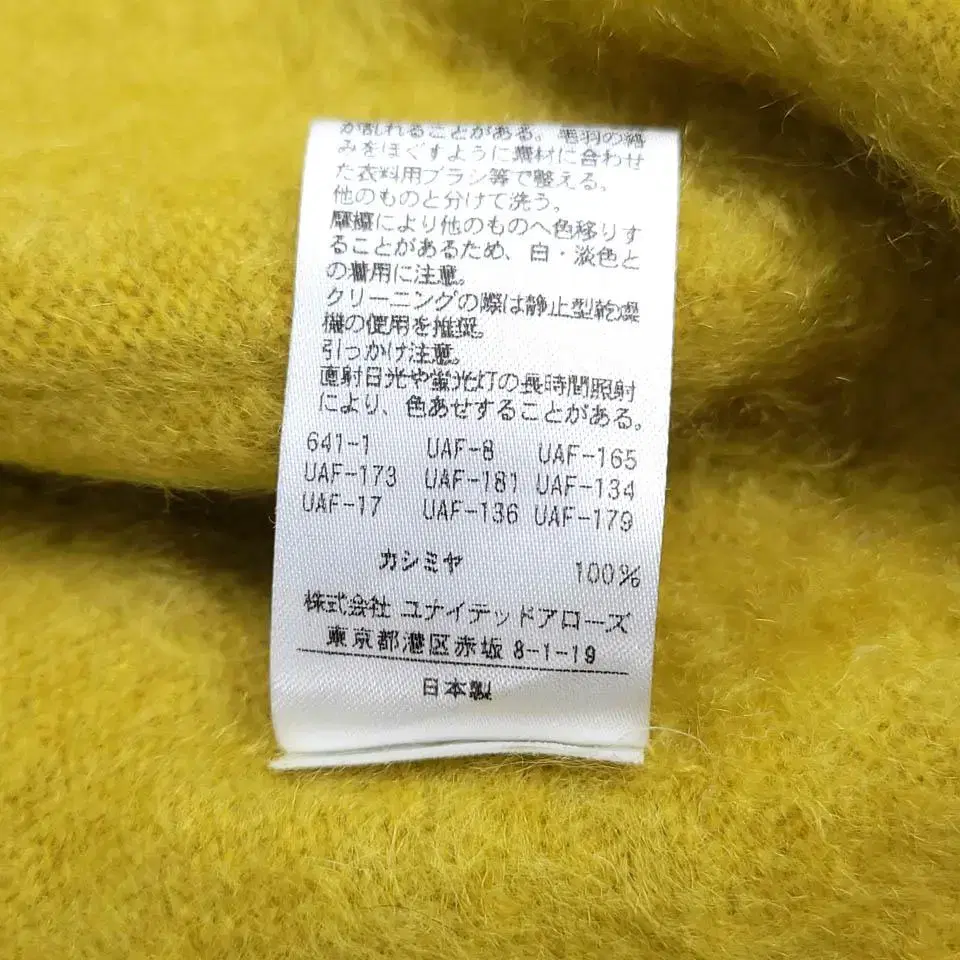 が乱れることがある。毛羽の絡
みをほぐすように素材に合わせ
た衣料用ブラシ等で整える。
他のものと分けて洗う。
摩擦により他のものへ色移りす
ることがあるため、白・淡色と
の着用に注意。
クリーニングの際は静止型乾燥
機の使用を推奨。
引っかけ注意。
直射日光や蛍光灯の長時間照射
により、色あせすることがある。
641-1 UAF-8 UAF-165
UAF-173 UAF-181 UAF-134
UAF-17 UAF-136 UAF-179
カシミヤ 100%
株式会社 ユナイテッドアローズ
東京都港区赤坂 8-1-19
日本製